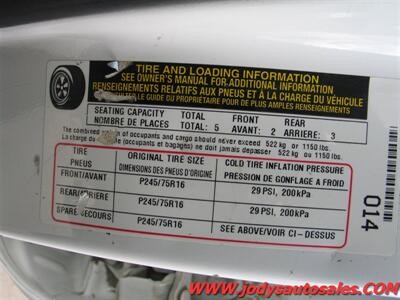 TIRE AND LOADING INFORMATION
SEE OWNER'S MANUAL FOR ADDITIONAL INFORMATION
RENSEIGNEMENTS RELATIFS AUX PNEUS ET À LA CHARGE DU VÉHICULE
LE GUIDE DU PROPRIÉTAIRE POUR DE PLUS AMPLES RENSEIGNEMENTS
SEATING CAPACITY TOTAL FRONT REAR
NOMBRE DE PLACES TOTAL: 5 AVANT: 2 ARRIERE: 3
The combined weight of occupants and cargo should never exceed 522 kg or 1150 lbs.
La charge du véhicule (occupants et bagages) ne doit jamais depasser 522 kg ou 1150 lbs.
TIRE ORIGINAL TIRE SIZE COLD TIRE INFLATION PRESSURE
PNEUS DIMENSIONS DES PNEUS D'ORIGINE PRESSION DE GONFLAGE A FROID
FRONT/AVANT P245/75R16 29 PSI, 200kPa
REAR/ARRIERE P245/75R16 29 PSI, 200kPa
SPARE/SECOURS P245/75R16 SEE ABOVE/VOIR CI-DESSUS
014
www.jodysautosales.com